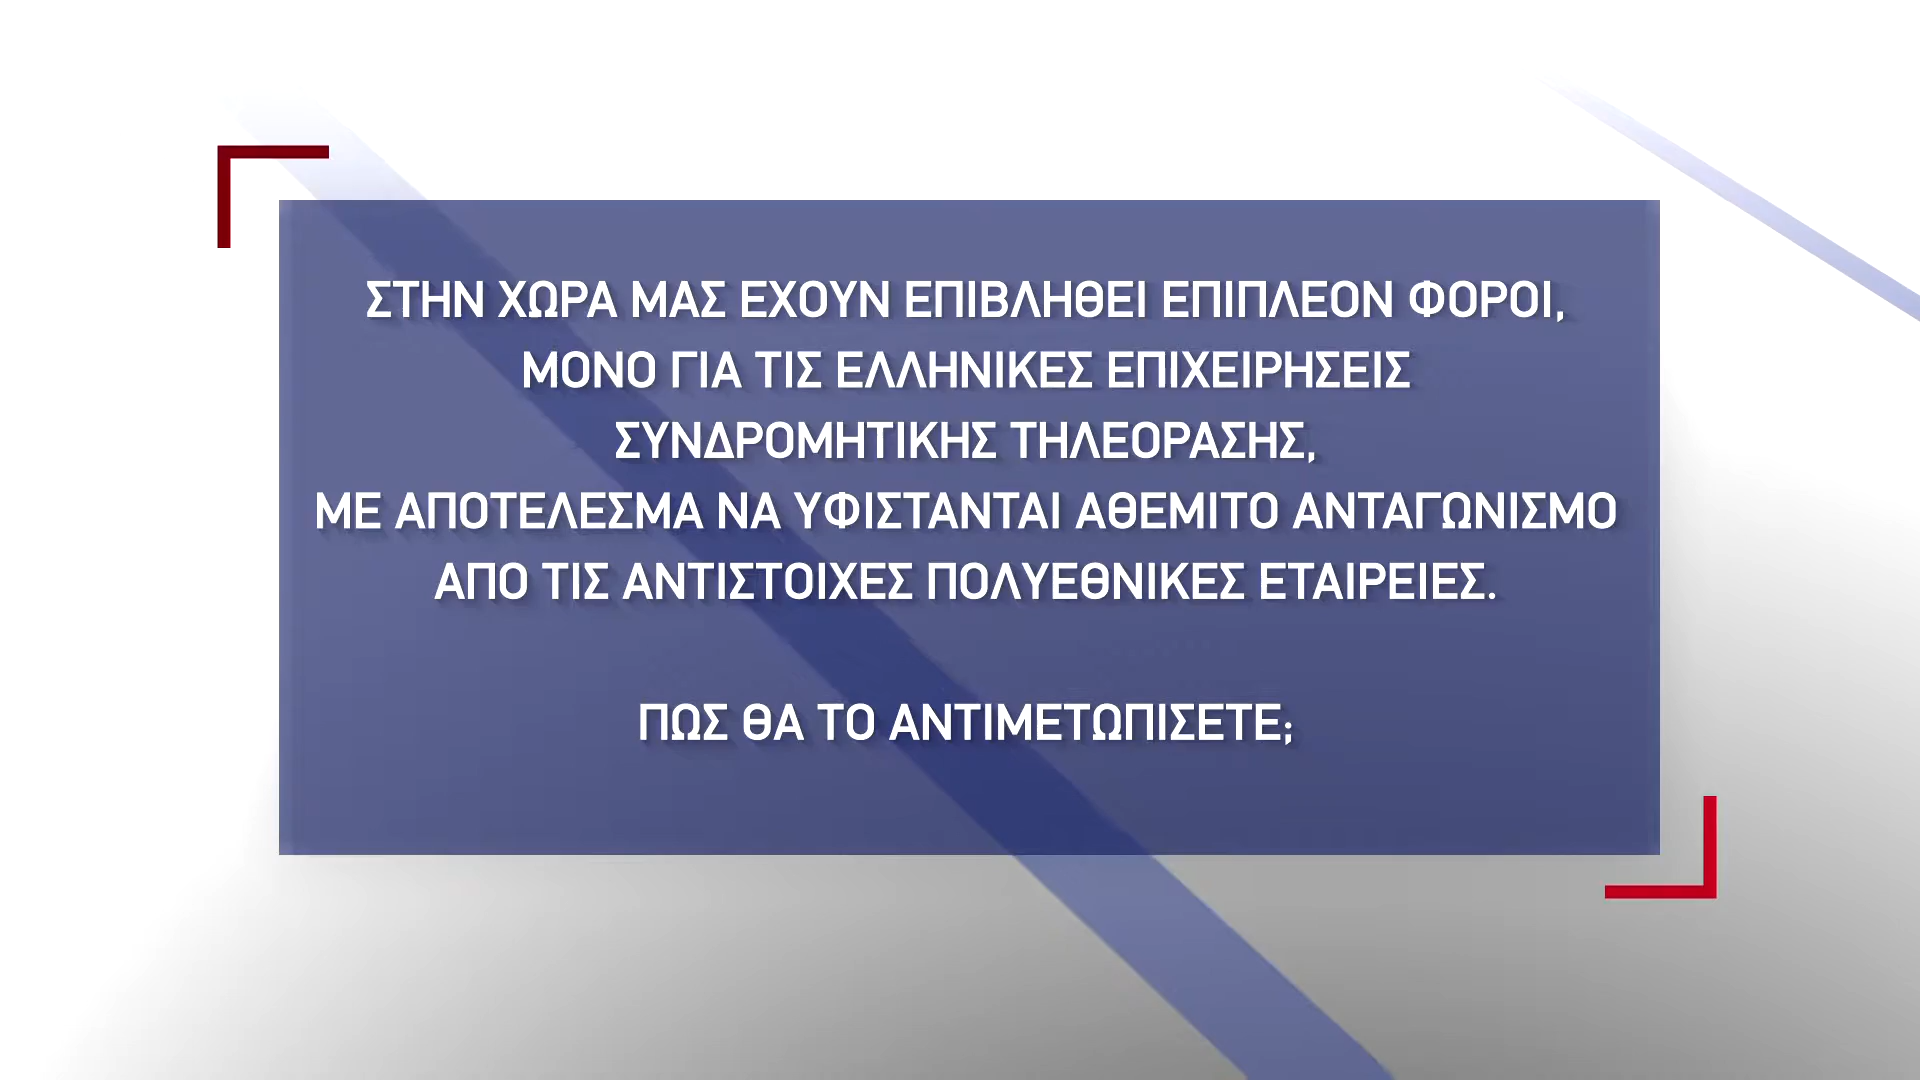 ΣΤΗΝ ΧΩΡΑ ΜΑΣ ΕΧΟΥΝ ΕΠΙΒΛΗΘΕΙ ΕΠΙΠΛΕΟΝ ΦΟΡΟΙ,
ΜΟΝΟ ΓΙΑ ΤΙΣ ΕΛΛΗΝΙΚΕΣ ΕΠΙΧΕΙΡΗΣΕΙΣ
ΣΥΝΔΡΟΜΗΤΙΚΗΣ ΤΗΛΕΟΡΑΣΗΣ,
ΜΕ ΑΠΟΤΕΛΕΣΜΑ ΝΑ ΥΦΙΣΤΑΝΤΑΙ ΑΘΕΜΙΤΟ ΑΝΤΑΓΩΝΙΣΜΟ
ΑΠΟ ΤΙΣ ΑΝΤΙΣΤΟΙΧΕΣ ΠΟΛΥΕΘΝΙΚΕΣ ΕΤΑΙΡΕΙΕΣ.
ΠΩΣ ΘΑ ΤΟ ΑΝΤΙΜΕΤΩΠΙΣΕΤΕ;